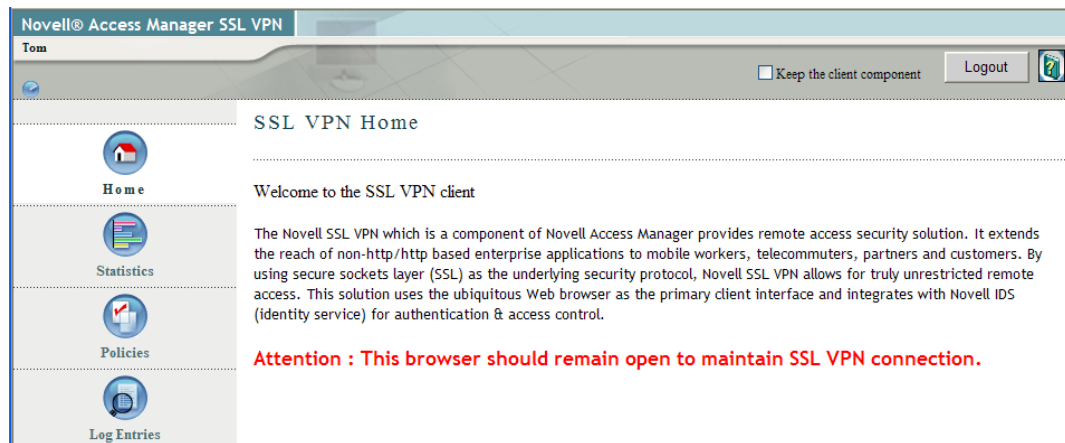 Novell® Access Manager SSL VPN
Tom
Keep the client component
Logout
?
SSL VPN Home
Home
Welcome to the SSL VPN client
The Novell SSL VPN which is a component of Novell Access Manager provides remote access security solution. It extends
the reach of non-http/http based enterprise applications to mobile workers, telecommuters, partners and customers. By
using secure sockets layer (SSL) as the underlying security protocol, Novell SSL VPN allows for truly unrestricted remote
access. This solution uses the ubiquitous Web browser as the primary client interface and integrates with Novell IDS
(identity service) for authentication & access control.
Statistics
Attention : This browser should remain open to maintain SSL VPN connection.
Policies
Log Entries